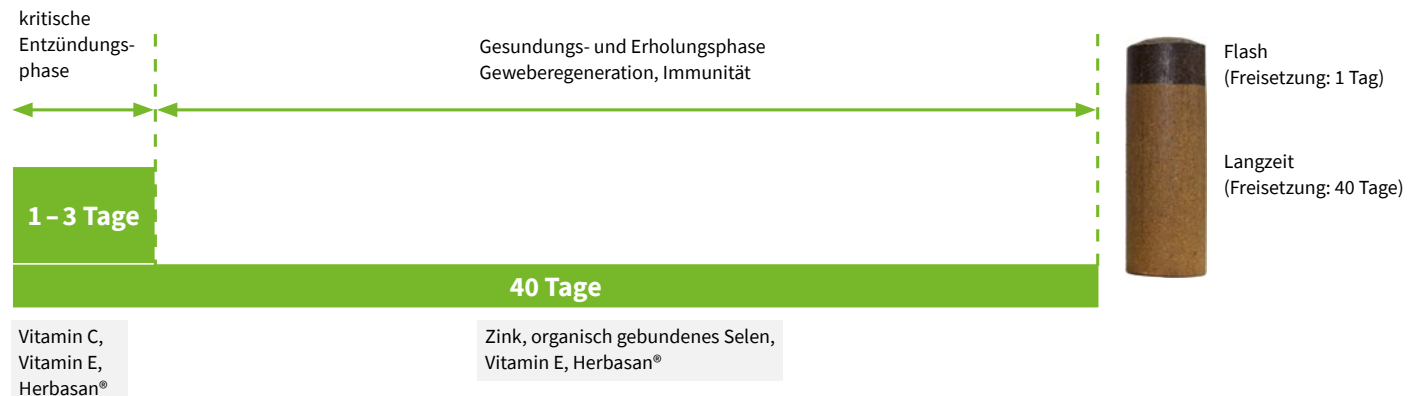 kritische
Entzündungs-
phase
Gesundungs- und Erholungsphase
Geweberegeneration, Immunität
Flash
(Freisetzung: 1 Tag)
Langzeit
(Freisetzung: 40 Tage)
1 – 3 Tage
40 Tage
Vitamin C,
Vitamin E,
Herbasan®
Zink, organisch gebundenes Selen,
Vitamin E, Herbasan®